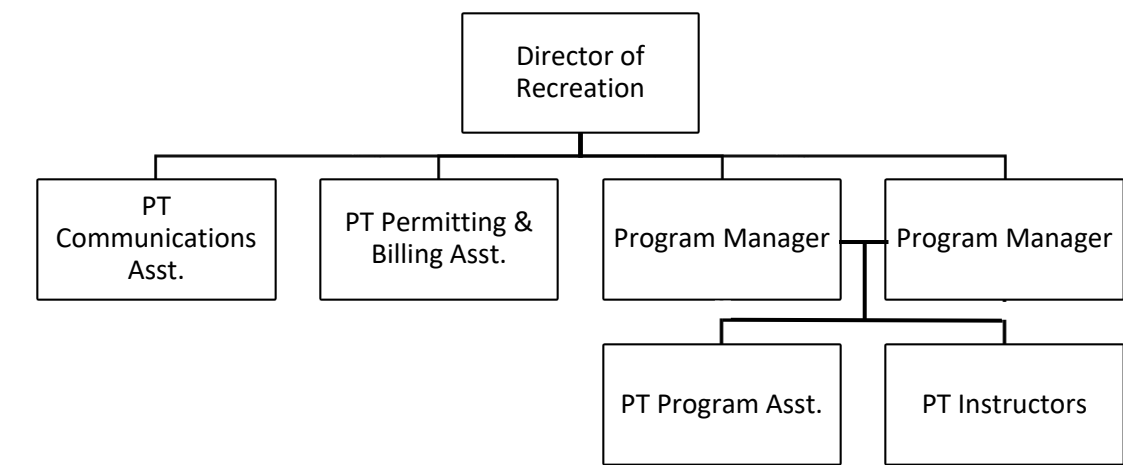 Director of
Recreation
PT
Communications
Asst.
PT Permitting &
Billing Asst.
Program Manager
Program Manager
PT Program Asst.
PT Instructors